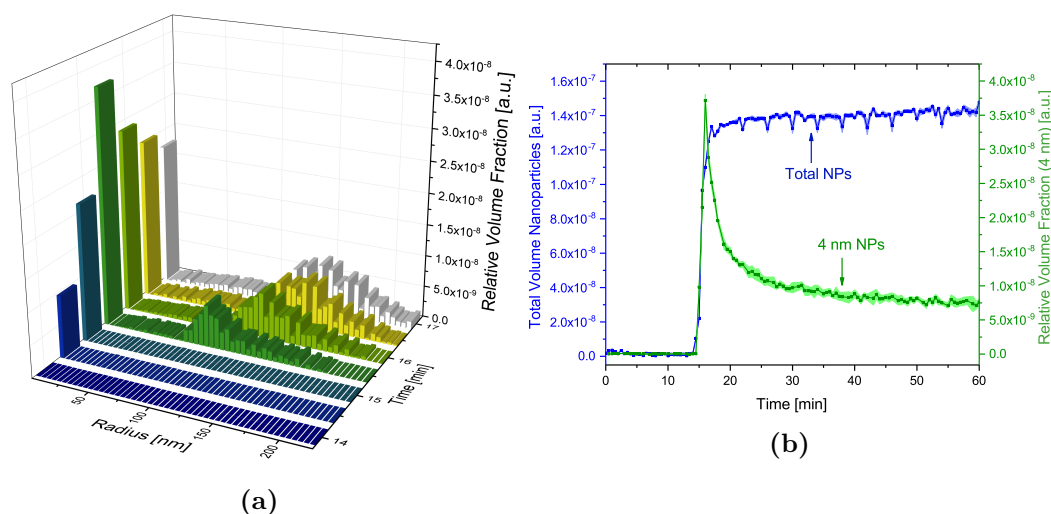 4.0x10⁻⁸
3.5x10⁻⁸
3.0x10⁻⁸
2.5x10⁻⁸
2.0x10⁻⁸
1.5x10⁻⁸
1.0x10⁻⁸
5.0x10⁻⁹
0.0
Relative Volume Fraction [a.u.]
17
16
15
14
Time [min]
50
100
150
200
Radius [nm]
(a)
1.6x10⁻⁷
1.4x10⁻⁷
1.2x10⁻⁷
1.0x10⁻⁷
8.0x10⁻⁸
6.0x10⁻⁸
4.0x10⁻⁸
2.0x10⁻⁸
0.0
Total Volume Nanoparticles [a.u.]
Total NPs
4 nm NPs
4.0x10⁻⁸
3.5x10⁻⁸
3.0x10⁻⁸
2.5x10⁻⁸
2.0x10⁻⁸
1.5x10⁻⁸
1.0x10⁻⁸
5.0x10⁻⁹
0.0
Relative Volume Fraction (4 nm) [a.u.]
0 10 20 30 40 50 60
Time [min]
(b)